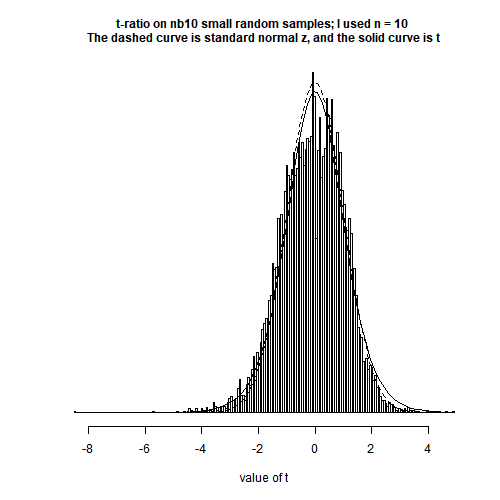 t-ratio on nb10 small random samples; I used n = 10
The dashed curve is standard normal z, and the solid curve is t
-8 -6 -4 -2 0 2 4
value of t